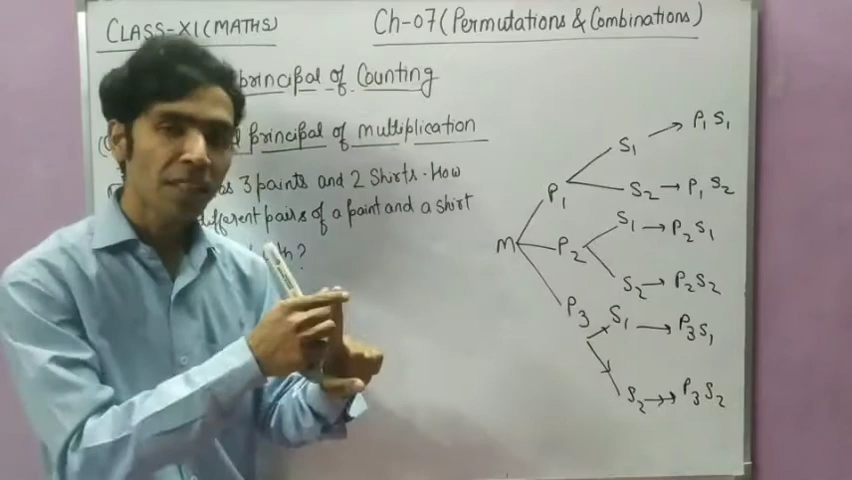 CLASS-XI(MATHS)
Ch-07(Permutations & Combinations)
principal of Counting
principal of multiplication
as 3 paints and 2 Shirts. How
different pairs of a paint and a shirt
?
M
P1 S1 → P1 S1
S2 → P1 S2
P2 S1 → P2 S1
S2 → P2 S2
P3 S1 → P3 S1
S2 →→ P3 S2